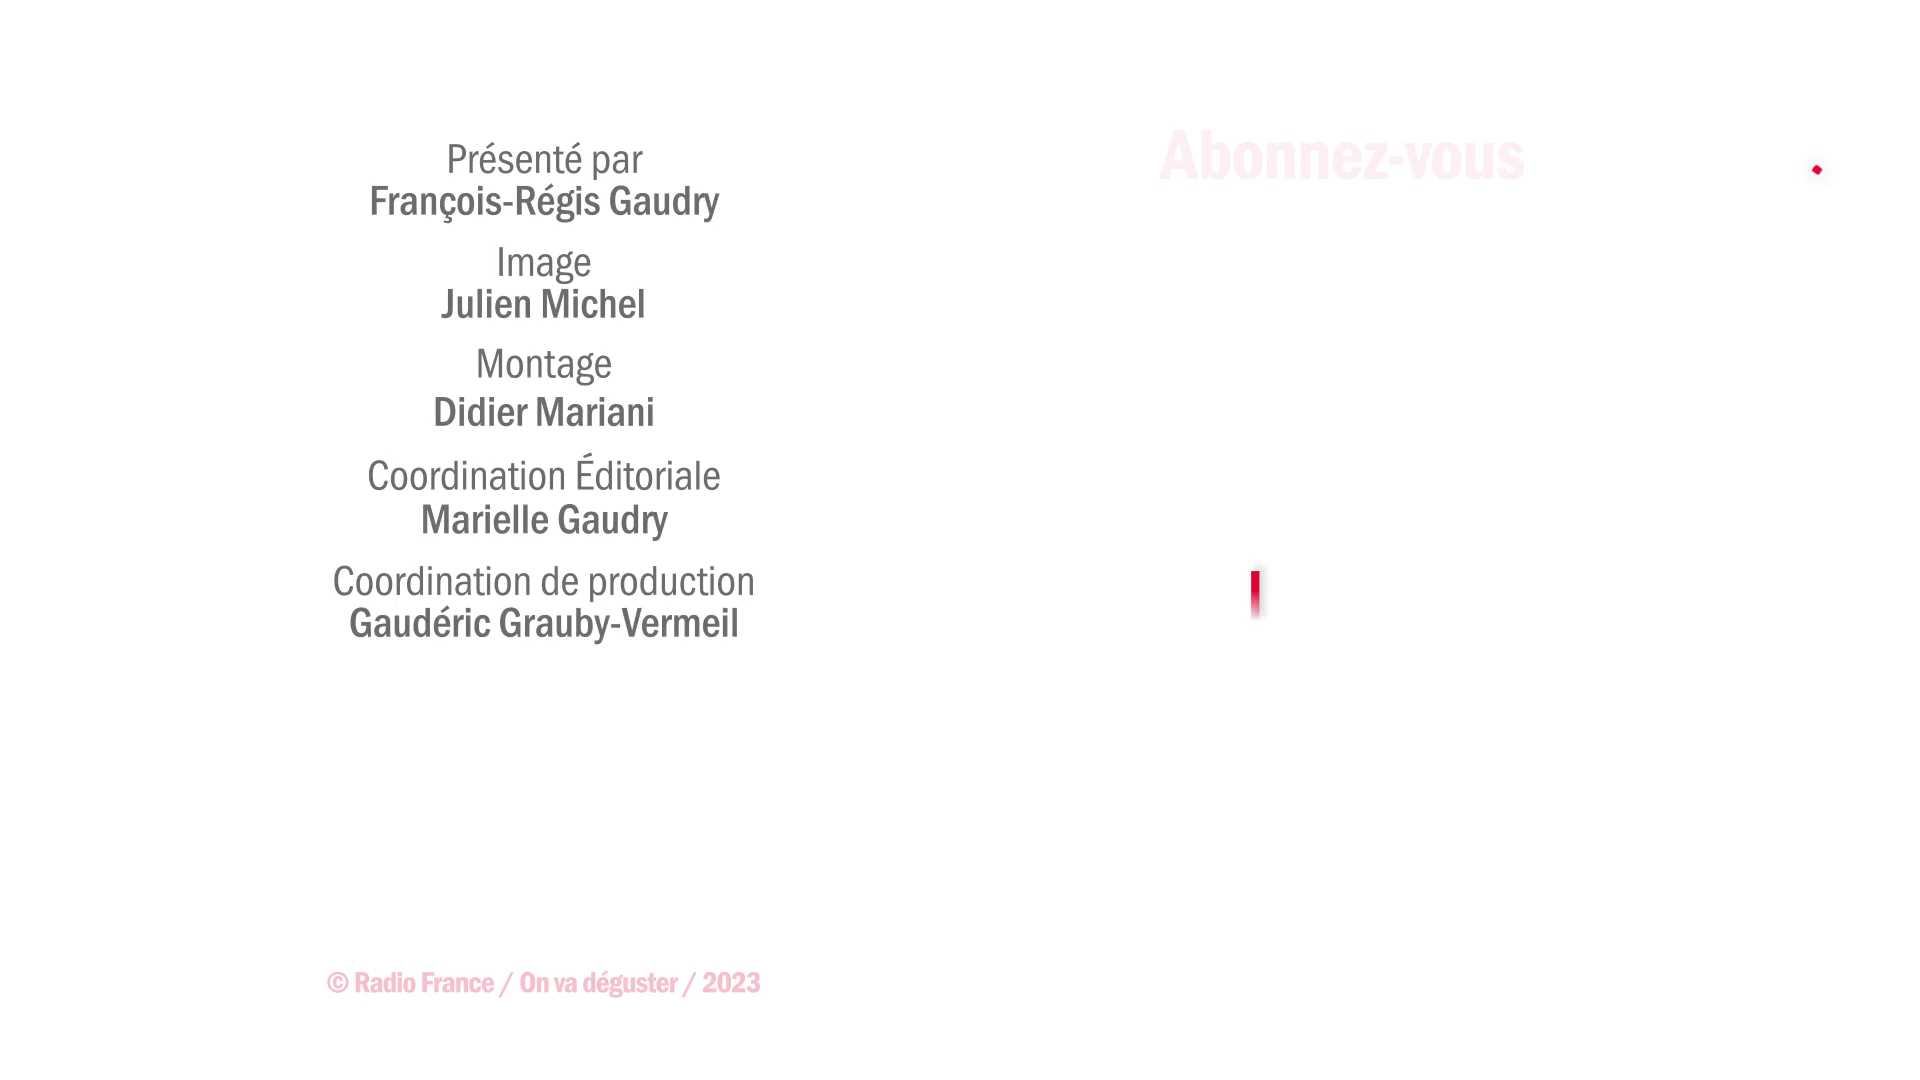 Présenté par
François-Régis Gaudry
Image
Julien Michel
Montage
Didier Mariani
Coordination Éditoriale
Marielle Gaudry
Coordination de production
Gaudéric Grauby-Vermeil
© Radio France / On va déguster / 2023
Abonnez-vous